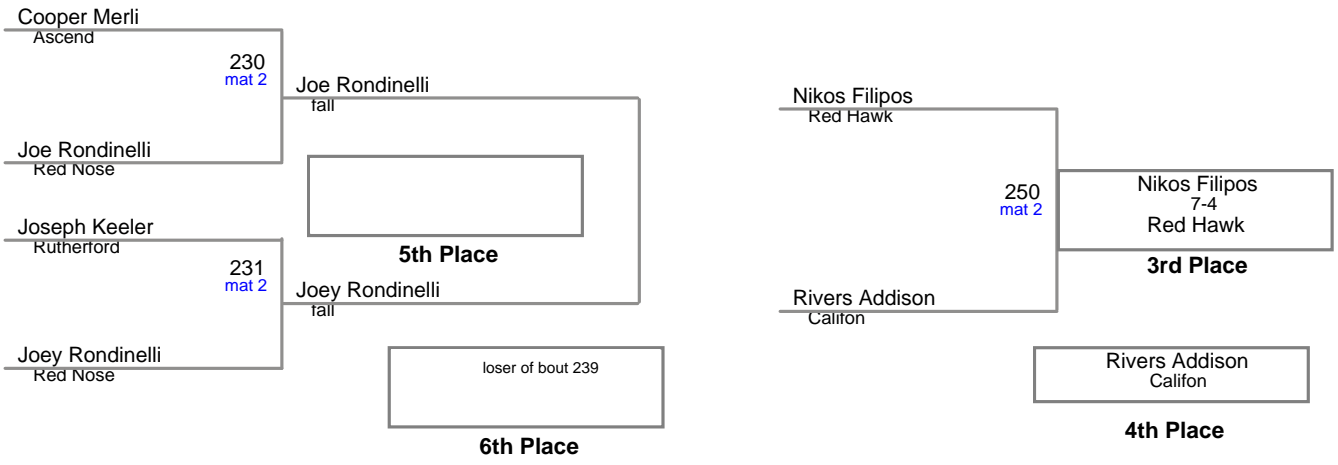 Cooper Merli
Ascend
230
mat 2
Joe Rondinelli
fall
Joe Rondinelli
Red Nose
Joseph Keeler
Rutherford
5th Place
231
mat 2
Joey Rondinelli
fall
Joey Rondinelli
Red Nose
loser of bout 239
6th Place
Nikos Filipos
Red Hawk
250
mat 2
Nikos Filipos
7-4
Red Hawk
3rd Place
Rivers Addison
Califon
Rivers Addison
Califon
4th Place